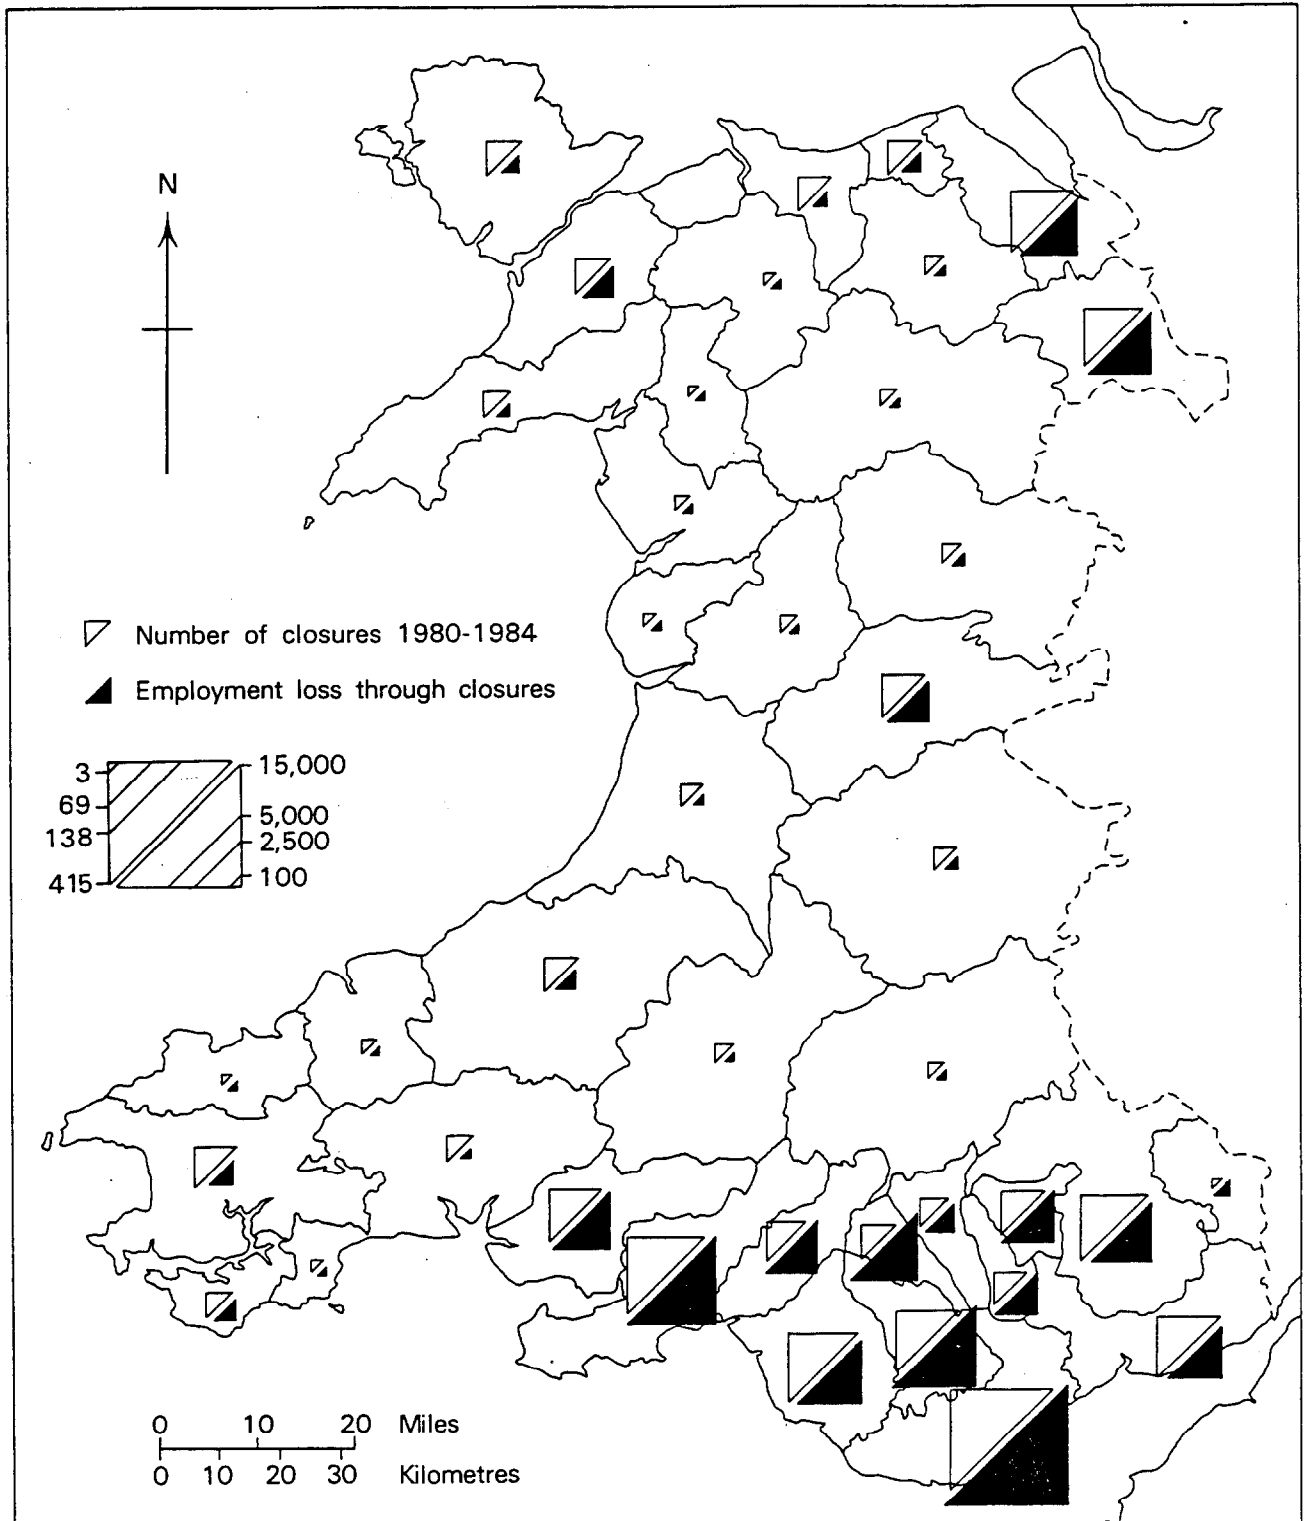 N
Number of closures 1980-1984
Employment loss through closures
3
69
138
415
15,000
5,000
2,500
100
0 10 20 Miles
0 10 20 30 Kilometres